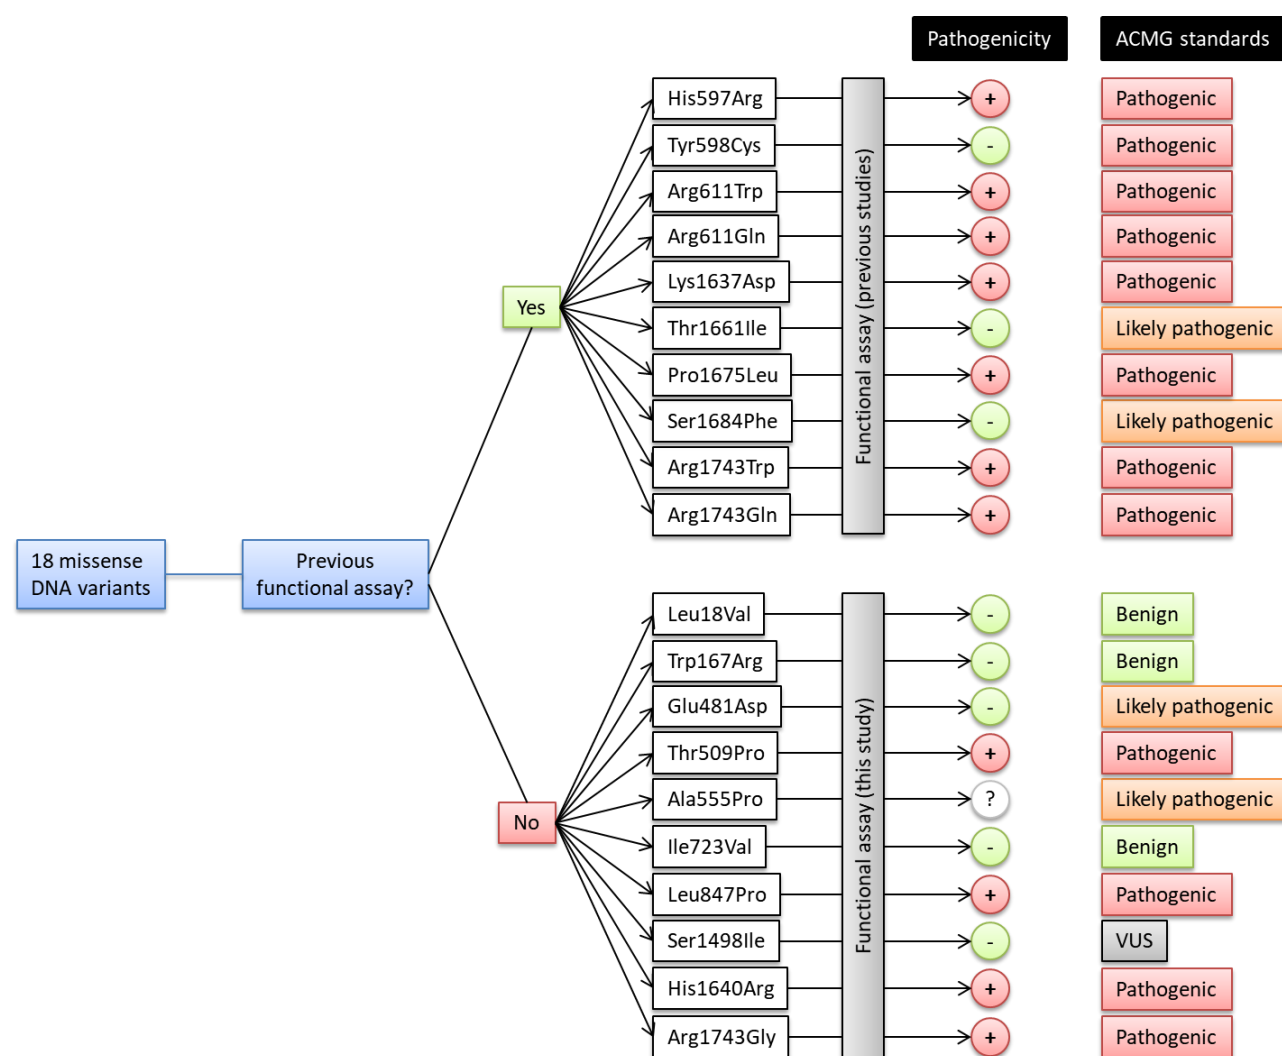 Pathogenicity
ACMG standards
His597Arg
+
Pathogenic
Tyr598Cys
-
Pathogenic
Arg611Trp
+
Pathogenic
Arg611Gln
+
Pathogenic
Lys1637Asp
+
Pathogenic
Thr1661Ile
-
Likely pathogenic
Pro1675Leu
+
Pathogenic
Ser1684Phe
-
Likely pathogenic
Arg1743Trp
+
Pathogenic
Arg1743Gln
+
Pathogenic
Functional assay (previous studies)
Yes
18 missense
DNA variants
Previous
functional assay?
No
Leu18Val
-
Benign
Trp167Arg
-
Benign
Glu481Asp
-
Likely pathogenic
Thr509Pro
+
Pathogenic
Ala555Pro
?
Likely pathogenic
Ile723Val
-
Benign
Leu847Pro
+
Pathogenic
Ser1498Ile
-
VUS
His1640Arg
+
Pathogenic
Arg1743Gly
+
Pathogenic
Functional assay (this study)